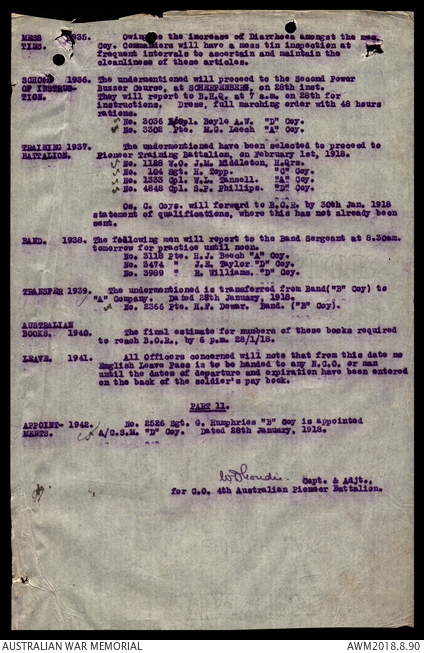 MESS 1935. Owing to the increase of Diarrhoea amongst the men
TINS. Coy. Commanders will have a mess tin inspection at
frequent intervals to ascertain and maintain the
cleanliness of these articles.
SCHOOL 1936. The undermentioned will proceed to the Second Power
OF INSTRUC- Buzzer Course, at SCHERPENBERG, on 28th inst.
TION. They will report to B.H.Q. at 7 a.m. on 28th for
instructions. Dress, full marching order with 48 hours
rations.
No. 3036 Cpl. Boyle A.W. "D" Coy.
No. 3302 Pte. M.G. Leech "A" Coy.
TRAINING 1937. The undermentioned have been selected to proceed to
BATTALION. Pioneer Training Battalion, on February 1st, 1918.
No. 1128 W.O. J.M. Middleton, H.Qrs.
No. 104 Sgt. H. Topp. "C" Coy.
No. 1333 Cpl. W.L. Tansell. "A" Coy.
No. 4848 Cpl. S.P. Phillips. "D" Coy.
Os. C. Coys. will forward to B.O.R. by 30th Jan. 1918
statement of qualifications, where this has not already been
sent.
BAND. 1938. The following men will report to the Band Sergeant at 8.30am.
tomorrow for practice until noon.
No. 3118 Pte. H.J. Beech "A" Coy.
No. 3474 " J.E. Taylor "D" Coy.
No. 3989 " R. Williams. "D" Coy.
TRANSFER 1939. The undermentioned is transferred from Band("B" Coy) to
"A" Company. Dated 28th January, 1918.
No. 2366 Pte. H.F. Dewar. Band. ("B" Coy).
AUSTRALIAN
BOOKS. 1940. The final estimate for numbers of these books required
to reach B.O.R., by 6 p.m. 28/1/18.
LEAVE. 1941. All Officers concerned will note that from this date no
English Leave Pass is to be handed to any N.C.O. or man
until the dates of departure and expiration have been entered
on the back of the soldier's pay book.
PART 11.
APPOINT- 1942. No. 2526 Sgt. G. Humphries "B" Coy is appointed
MENTS. A/C.S.M. "D" Coy. Dated 28th January, 1918.
Capt. & Adjt.,
for C.O. 4th Australian Pioneer Battalion.
AUSTRALIAN WAR MEMORIAL AWM2018.8.90